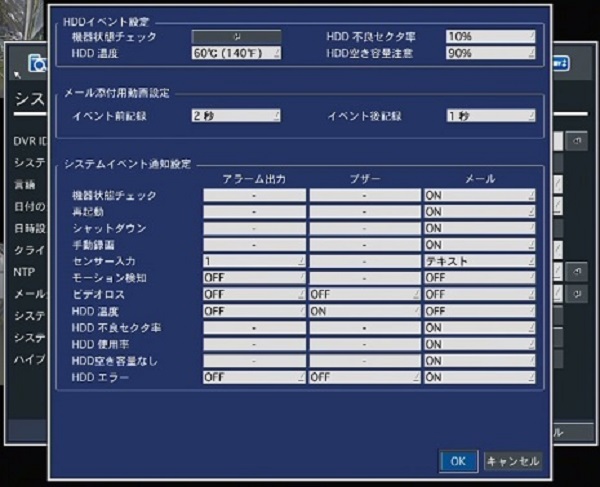 HDDイベント設定
機器状態チェック HDD 不良セクタ率 10%
HDD 温度 60℃ (140℉) HDD空き容量注意 90%
メール添付用動画設定
イベント前記録 2 秒 イベント後記録 1 秒
システムイベント通知設定
アラーム出力 ブザー メール
機器状態チェック - - ON
再起動 - - ON
シャットダウン - - ON
手動録画 - - ON
センサー入力 1 - テキスト
モーション検知 OFF - OFF
ビデオロス OFF OFF OFF
HDD 温度 OFF ON OFF
HDD 不良セクタ率 - - ON
HDD 使用率 - - ON
HDD空き容量なし - - ON
HDD エラー OFF OFF ON
OK キャンセル
シス
DVR ID
システ
言語
日付の
日時設
クライ
NTP
メール
システ
システ
ハイブ
ル